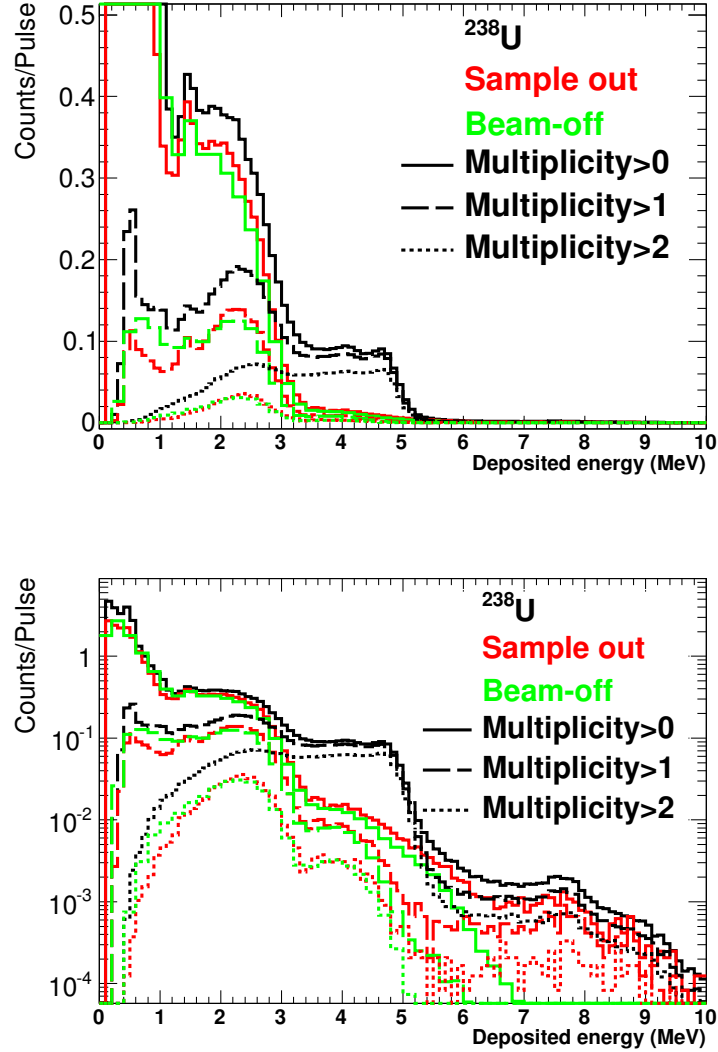 Counts/Pulse
0.5
0.4
0.3
0.2
0.1
0
²³⁸U
Sample out
Beam-off
Multiplicity>0
Multiplicity>1
Multiplicity>2
0 1 2 3 4 5 6 7 8 9 10
Deposited energy (MeV)
Counts/Pulse
1
10⁻¹
10⁻²
10⁻³
10⁻⁴
²³⁸U
Sample out
Beam-off
Multiplicity>0
Multiplicity>1
Multiplicity>2
0 1 2 3 4 5 6 7 8 9 10
Deposited energy (MeV)